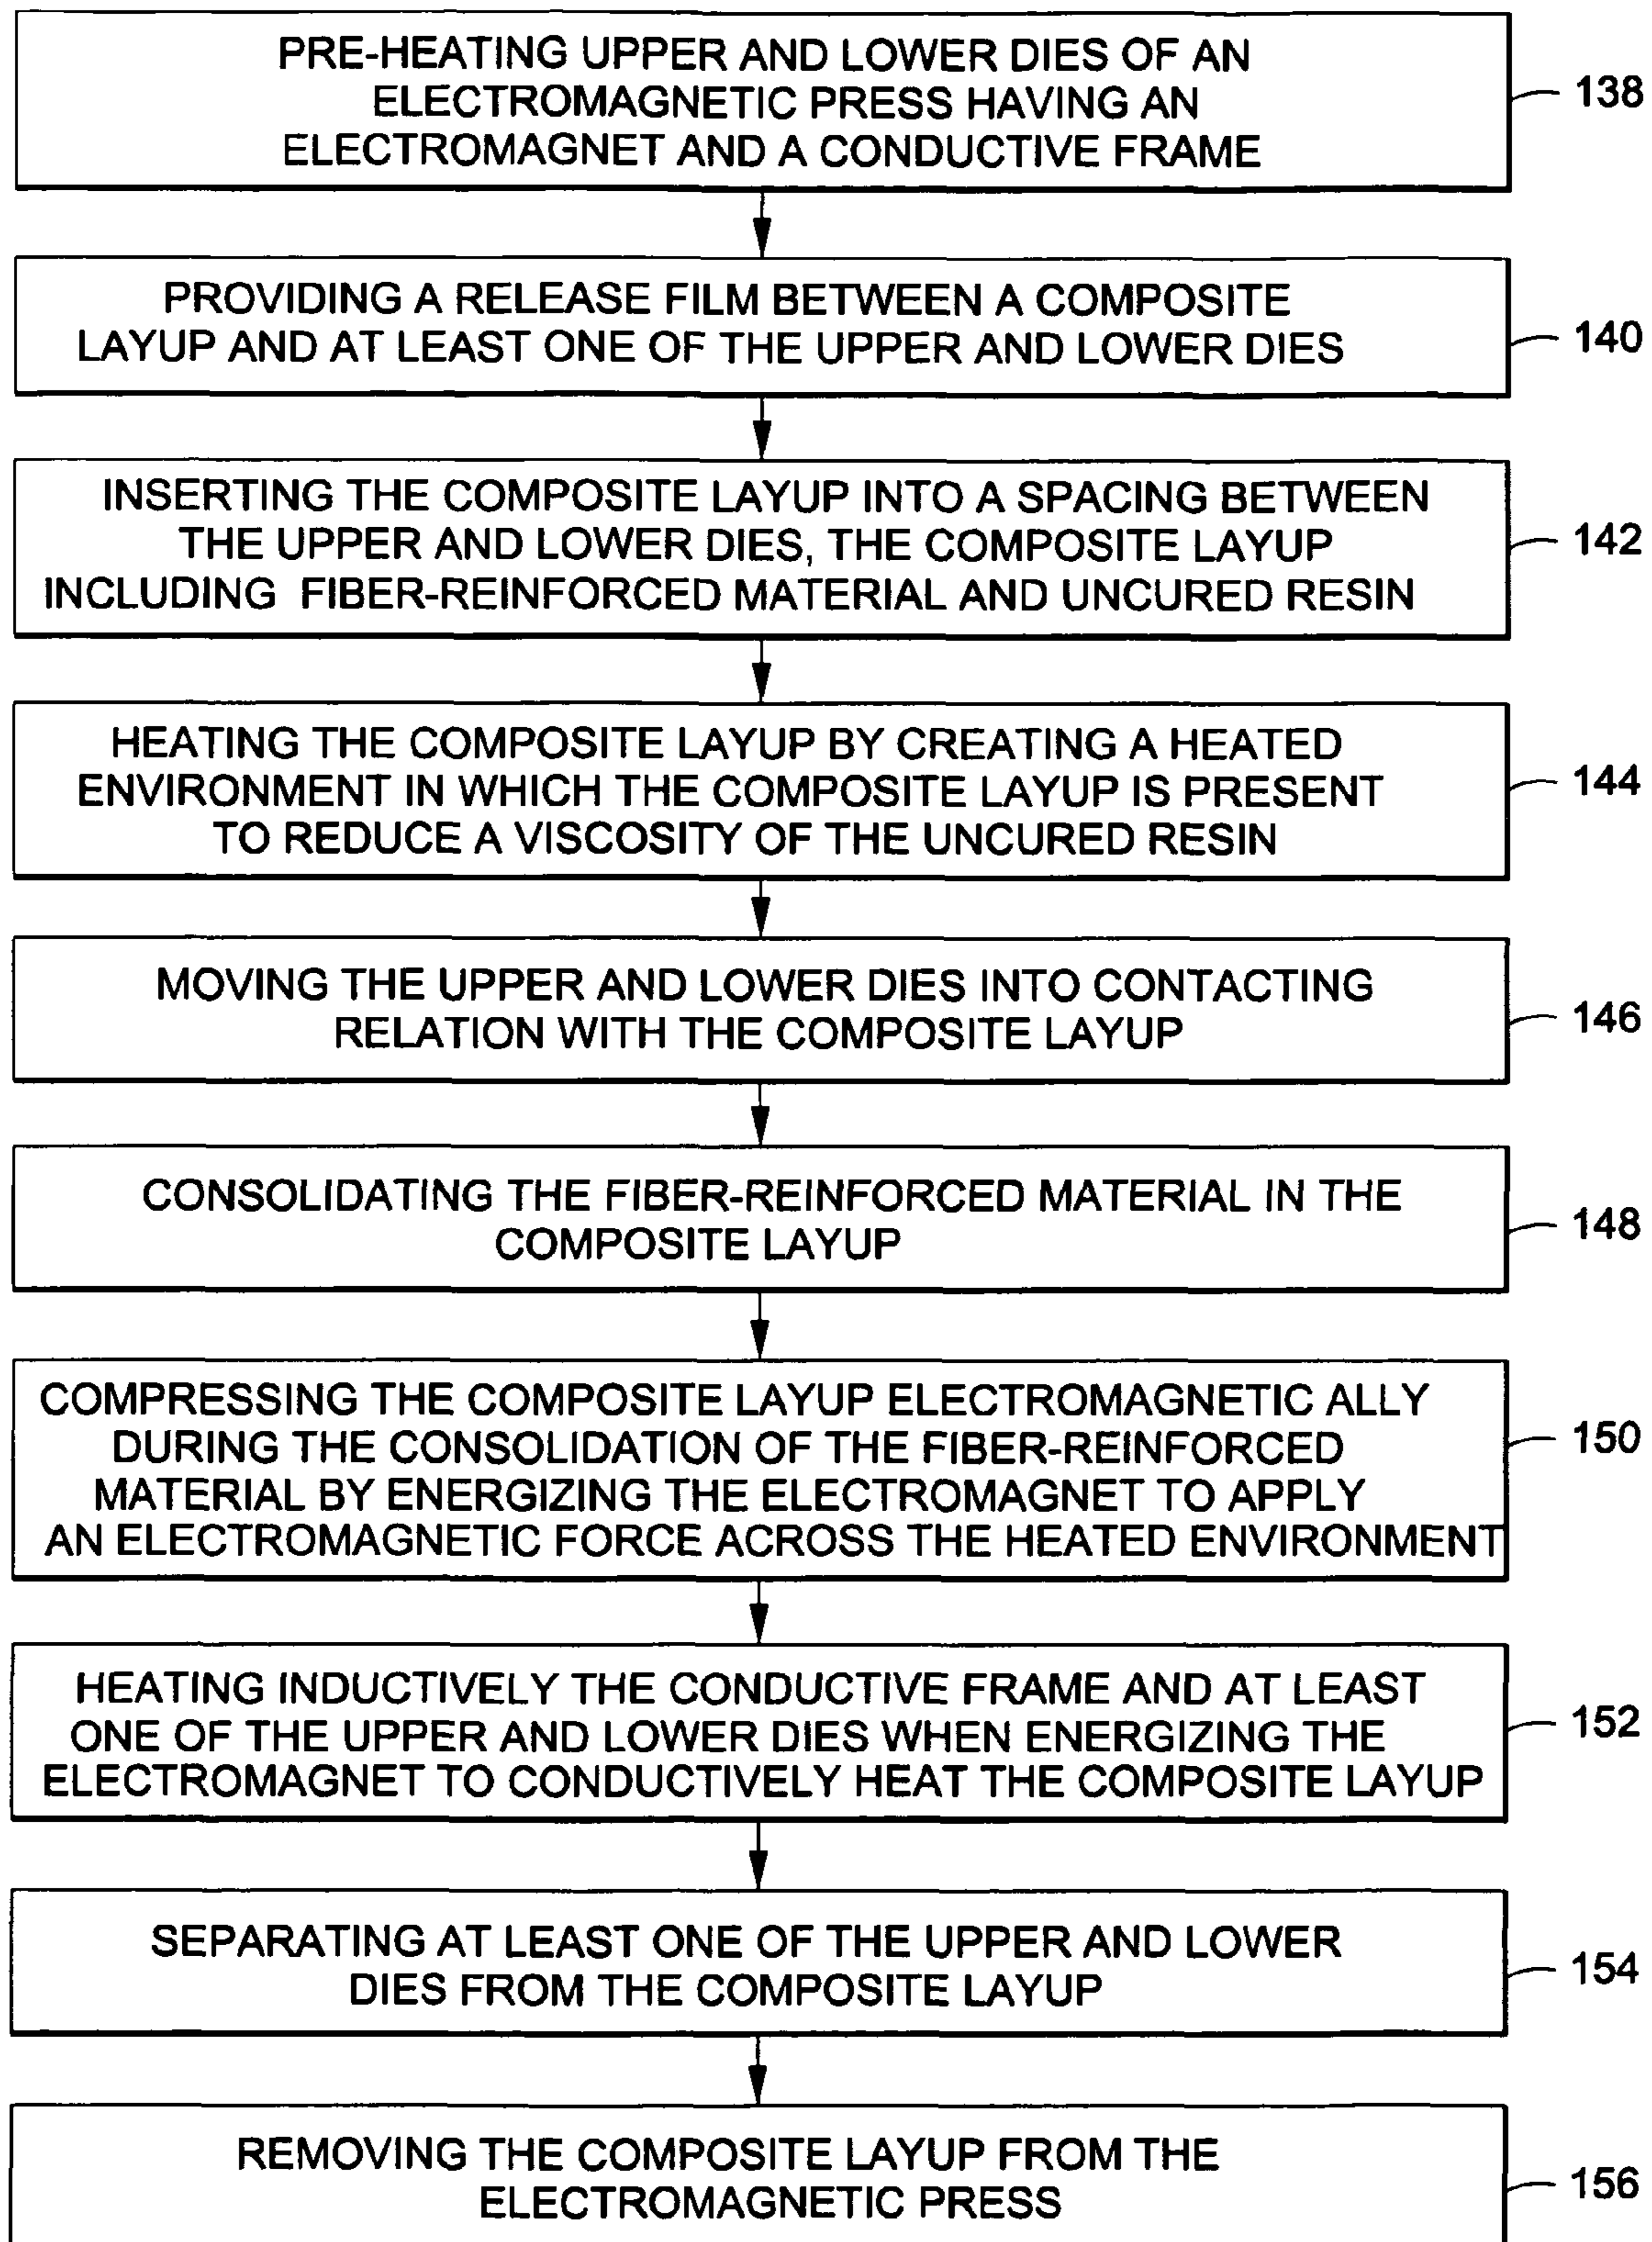 PRE-HEATING UPPER AND LOWER DIES OF AN
ELECTROMAGNETIC PRESS HAVING AN
ELECTROMAGNET AND A CONDUCTIVE FRAME
138
PROVIDING A RELEASE FILM BETWEEN A COMPOSITE
LAYUP AND AT LEAST ONE OF THE UPPER AND LOWER DIES
140
INSERTING THE COMPOSITE LAYUP INTO A SPACING BETWEEN
THE UPPER AND LOWER DIES, THE COMPOSITE LAYUP
INCLUDING FIBER-REINFORCED MATERIAL AND UNCURED RESIN
142
HEATING THE COMPOSITE LAYUP BY CREATING A HEATED
ENVIRONMENT IN WHICH THE COMPOSITE LAYUP IS PRESENT
TO REDUCE A VISCOSITY OF THE UNCURED RESIN
144
MOVING THE UPPER AND LOWER DIES INTO CONTACTING
RELATION WITH THE COMPOSITE LAYUP
146
CONSOLIDATING THE FIBER-REINFORCED MATERIAL IN THE
COMPOSITE LAYUP
148
COMPRESSING THE COMPOSITE LAYUP ELECTROMAGNETIC ALLY
DURING THE CONSOLIDATION OF THE FIBER-REINFORCED
MATERIAL BY ENERGIZING THE ELECTROMAGNET TO APPLY
AN ELECTROMAGNETIC FORCE ACROSS THE HEATED ENVIRONMENT
150
HEATING INDUCTIVELY THE CONDUCTIVE FRAME AND AT LEAST
ONE OF THE UPPER AND LOWER DIES WHEN ENERGIZING THE
ELECTROMAGNET TO CONDUCTIVELY HEAT THE COMPOSITE LAYUP
152
SEPARATING AT LEAST ONE OF THE UPPER AND LOWER
DIES FROM THE COMPOSITE LAYUP
154
REMOVING THE COMPOSITE LAYUP FROM THE
ELECTROMAGNETIC PRESS
156